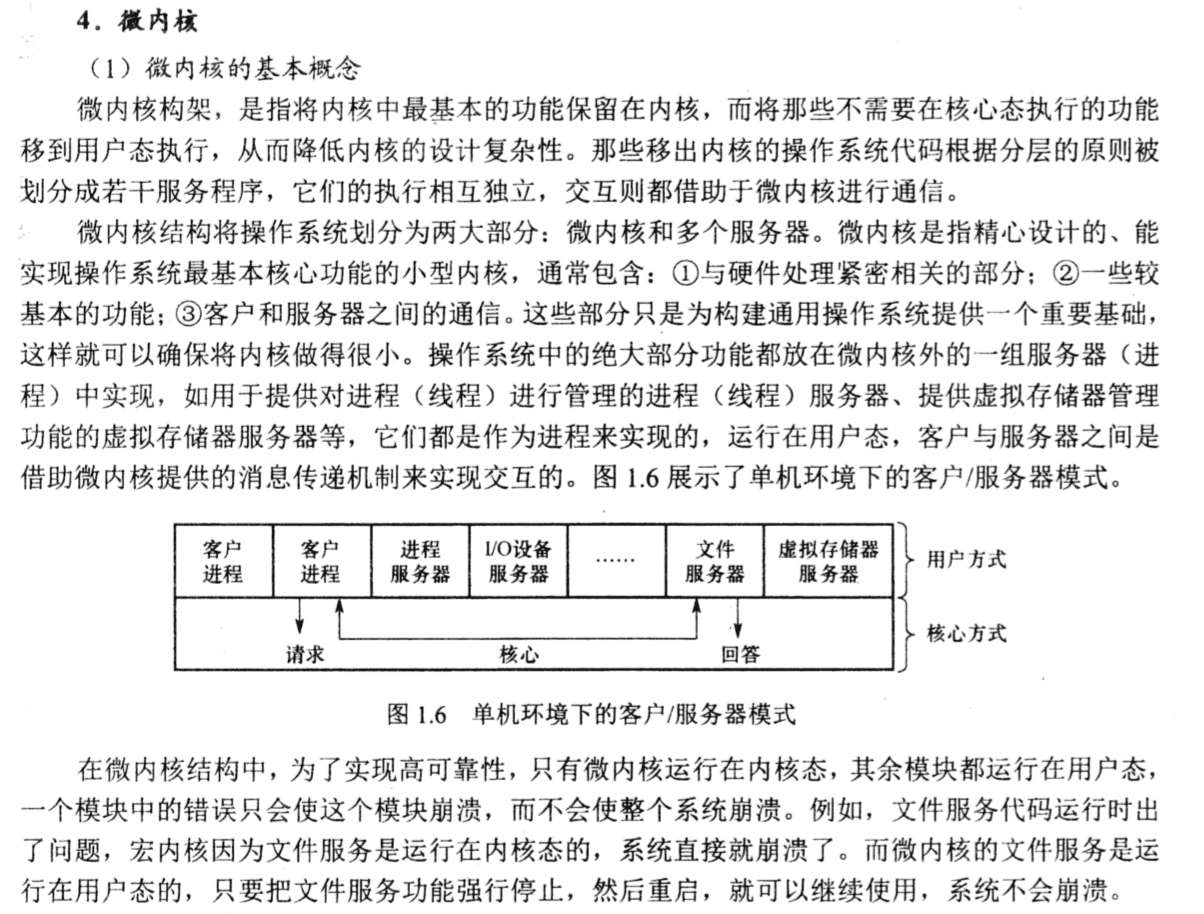 4．微内核
（1）微内核的基本概念
微内核构架，是指将内核中最基本的功能保留在内核，而将那些不需要在核心态执行的功能
移到用户态执行，从而降低内核的设计复杂性。那些移出内核的操作系统代码根据分层的原则被
划分成若干服务程序，它们的执行相互独立，交互则都借助于微内核进行通信。
微内核结构将操作系统划分为两大部分：微内核和多个服务器。微内核是指精心设计的、能
实现操作系统最基本核心功能的小型内核，通常包含：①与硬件处理紧密相关的部分；②一些较
基本的功能；③客户和服务器之间的通信。这些部分只是为构建通用操作系统提供一个重要基础，
这样就可以确保将内核做得很小。操作系统中的绝大部分功能都放在微内核外的一组服务器（进
程）中实现，如用于提供对进程（线程）进行管理的进程（线程）服务器、提供虚拟存储器管理
功能的虚拟存储器服务器等，它们都是作为进程来实现的，运行在用户态，客户与服务器之间是
借助微内核提供的消息传递机制来实现交互的。图 1.6 展示了单机环境下的客户/服务器模式。
客户 客户 进程 I/O设备 …… 文件 虚拟存储器
进程 进程 服务器 服务器 服务器 服务器
用户方式
核心方式
请求 核心 回答
图 1.6 单机环境下的客户/服务器模式
在微内核结构中，为了实现高可靠性，只有微内核运行在内核态，其余模块都运行在用户态，
一个模块中的错误只会使这个模块崩溃，而不会使整个系统崩溃。例如，文件服务代码运行时出
了问题，宏内核因为文件服务是运行在内核态的，系统直接就崩溃了。而微内核的文件服务是运
行在用户态的，只要把文件服务功能强行停止，然后重启，就可以继续使用，系统不会崩溃。